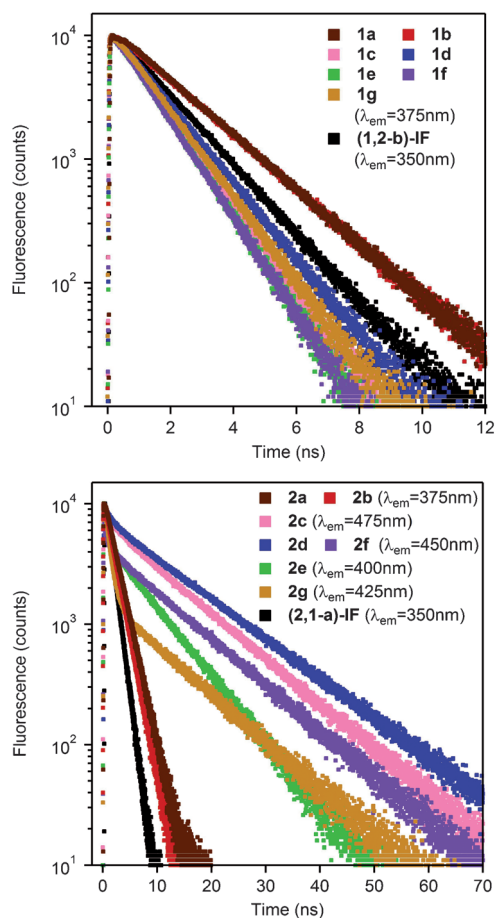 10⁴
10³
10²
10¹
Fluorescence (counts)
1a 1b
1c 1d
1e 1f
1g
(λem=375nm)
(1,2-b)-IF
(λem=350nm)
0 2 4 6 8 10 12
Time (ns)
10⁴
10³
10²
10¹
Fluorescence (counts)
2a 2b (λem=375nm)
2c (λem=475nm)
2d 2f (λem=450nm)
2e (λem=400nm)
2g (λem=425nm)
(2,1-a)-IF (λem=350nm)
0 10 20 30 40 50 60 70
Time (ns)